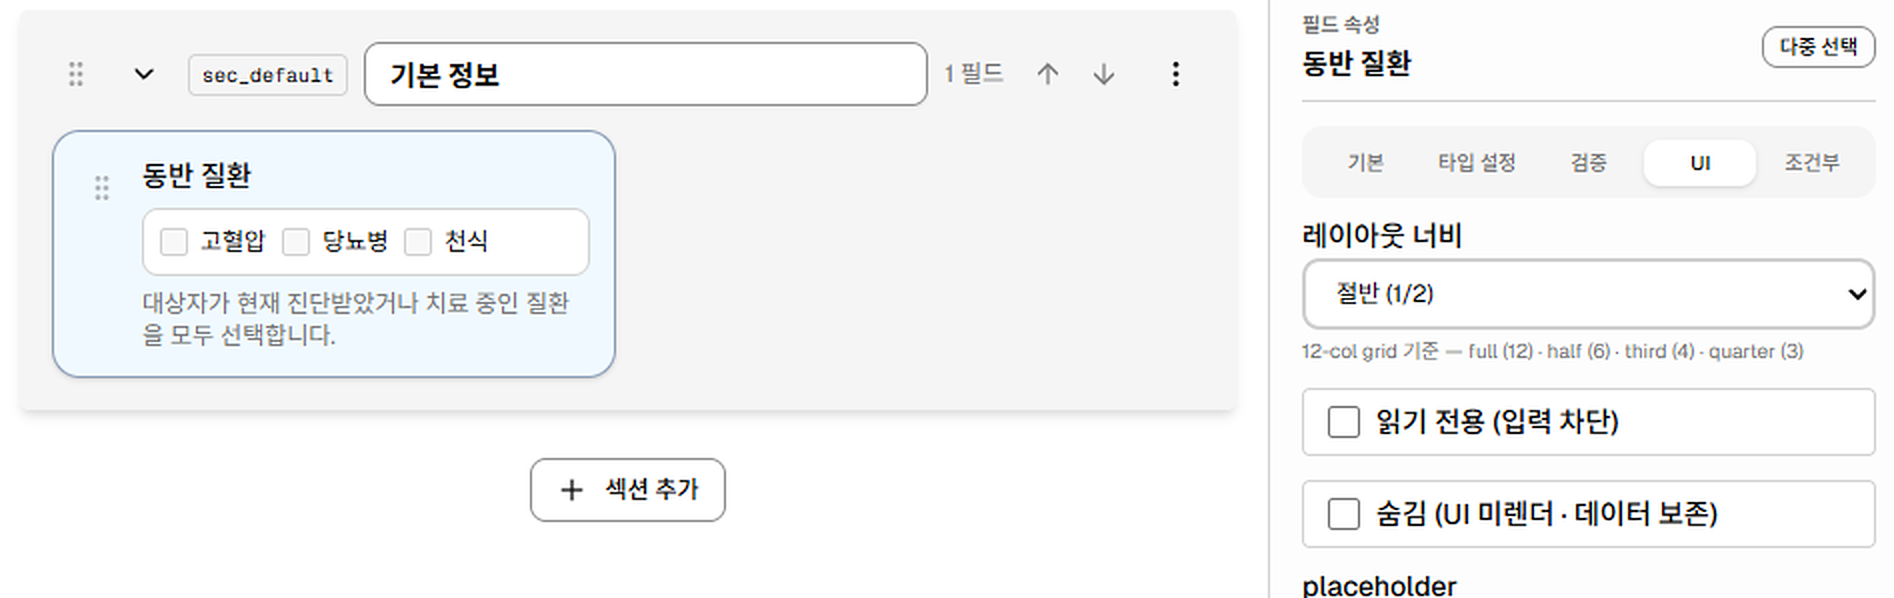 sec_default 기본 정보 1 필드
동반 질환
고혈압 당뇨병 천식
대상자가 현재 진단받았거나 치료 중인 질환
을 모두 선택합니다.
섹션 추가
필드 속성
동반 질환
다중 선택
기본 타입 설정 검증 UI 조건부
레이아웃 너비
절반 (1/2)
12-col grid 기준 — full (12) · half (6) · third (4) · quarter (3)
읽기 전용 (입력 차단)
숨김 (UI 미렌더 · 데이터 보존)
placeholder